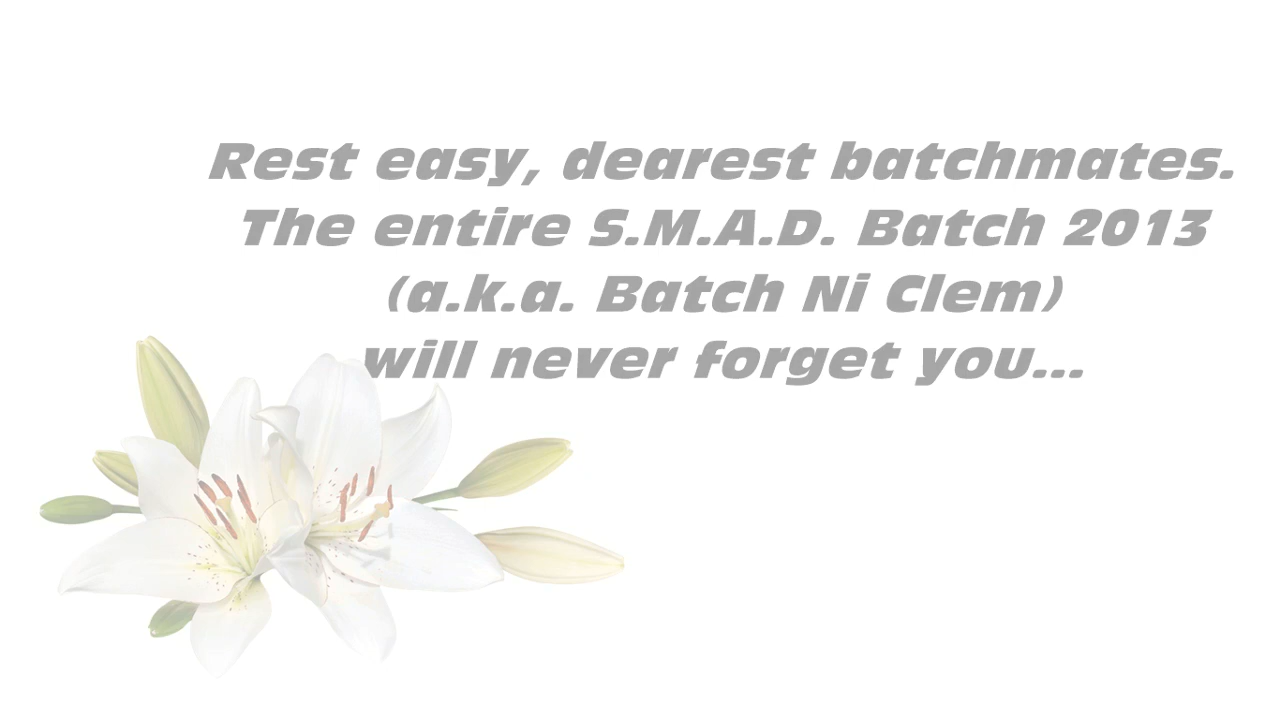 Rest easy, dearest batchmates.
The entire S.M.A.D. Batch 2013
(a.k.a. Batch Ni Clem)
will never forget you...